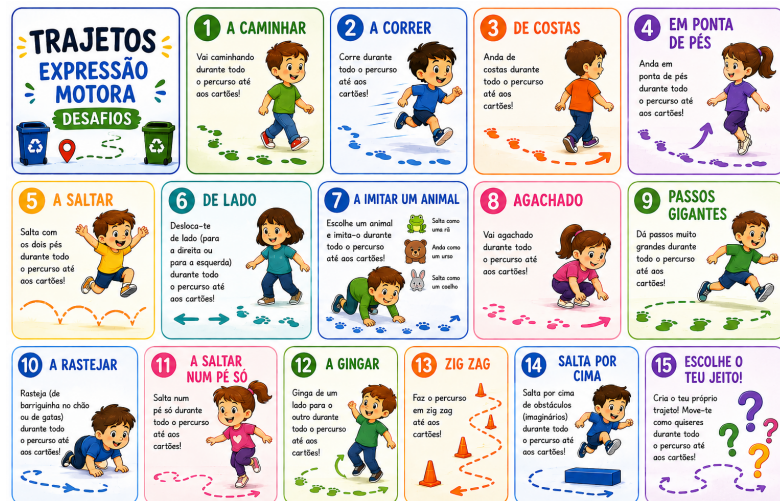 TRAJETOS
EXPRESSÃO
MOTORA
DESAFIOS
1 A CAMINHAR
Vai caminhando
durante todo
o percurso até
aos cartões!
2 A CORRER
Corre durante
todo o percurso
até aos
cartões!
3 DE COSTAS
Anda de
costas durante
todo o
percurso até
aos cartões!
4 EM PONTA
DE PÉS
Anda em
ponta de pés
durante todo o
percurso até
aos cartões!
5 A SALTAR
Salta com
os dois pés
durante todo
o percurso até
aos cartões!
6 DE LADO
Desloca-te
de lado (para
a direita ou
para a esquerda)
durante todo
o percurso até
aos cartões!
7 A IMITAR UM ANIMAL
Escolhe um animal
e imita-o durante
todo o percurso
até aos cartões!
Salta como
uma rã
Anda como
um urso
Salta como
um coelho
8 AGACHADO
Vai agachado
durante todo
o percurso até
aos cartões!
9 PASSOS
GIGANTES
Dá passos muito
grandes durante
todo o percurso
até aos
cartões!
10 A RASTEJAR
Rasteja (de
barriguinha no chão
ou de gatas)
durante todo
o percurso até
aos cartões!
11 A SALTAR
NUM PÉ SÓ
Salta num
pé só durante
todo o
percurso até
aos cartões!
12 A GINGAR
Ginga de um
lado para o
outro durante
todo o
percurso até
aos cartões!
13 ZIG ZAG
Faz o percurso
em zig zag
até aos
cartões!
14 SALTA POR
CIMA
Salta por cima
de obstáculos
(imaginários)
durante todo o
percurso até
aos cartões!
15 ESCOLHE O
TEU JEITO!
Cria o teu próprio
trajeto! Move-te
como quiseres
durante todo o
percurso até
aos cartões!
? ? ? ?